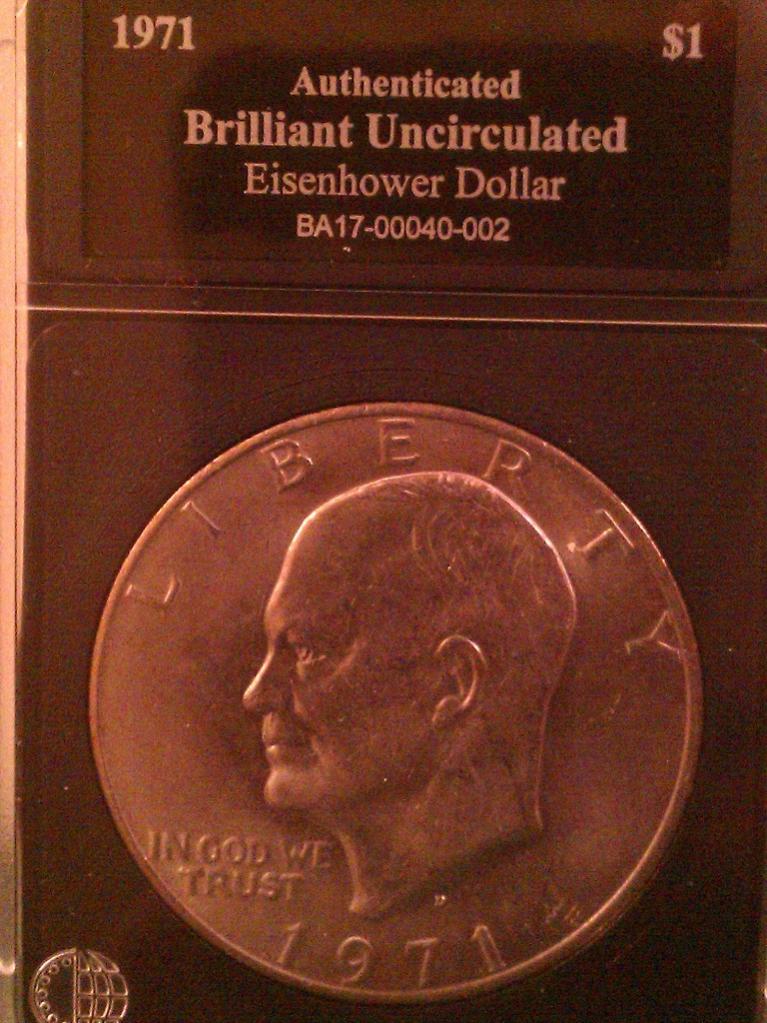 1971 $1
Authenticated
Brilliant Uncirculated
Eisenhower Dollar
BA17-00040-002
LIBERTY
IN GOD WE
TRUST
D
1971